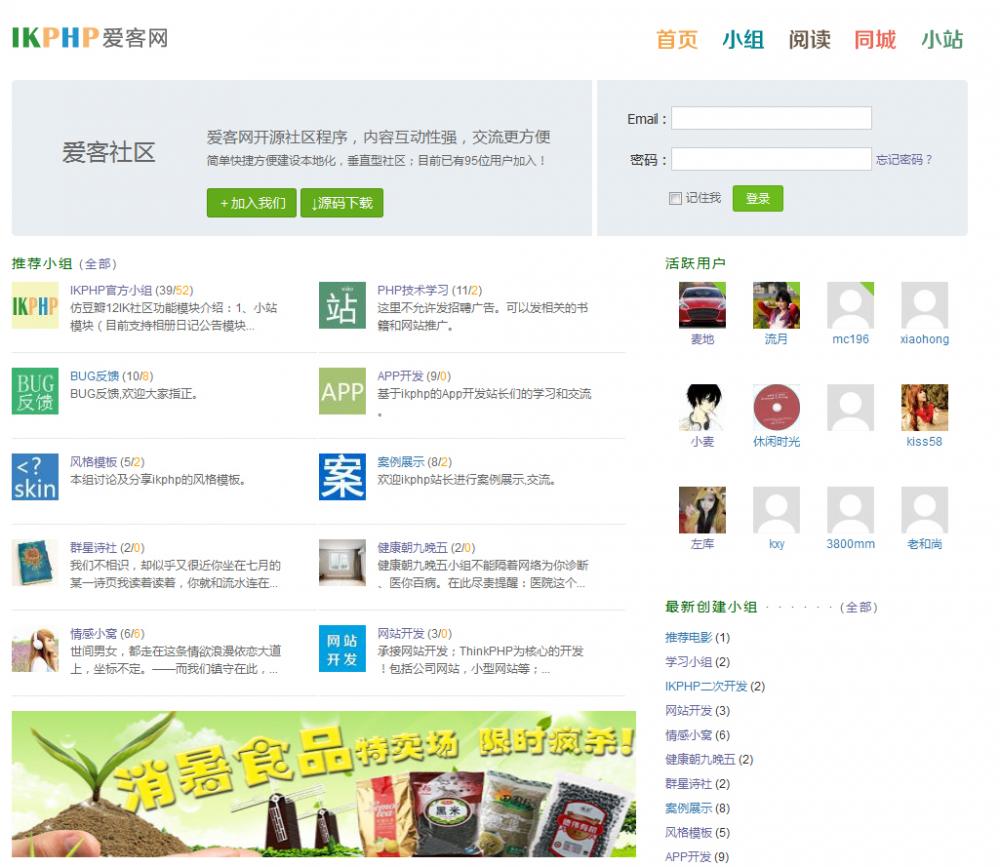 IKPHP爱客网
首页 小组 阅读 同城 小站
爱客社区
爱客网开源社区程序，内容互动性强，交流更方便
简单快捷方便建设本地化，垂直型社区；目前已有95位用户加入！
+加入我们 ↓源码下载
Email：
密码： 忘记密码？
记住我 登录
推荐小组 (全部)
IKPHP
IKPHP官方小组 (39/52)
仿豆瓣12IK社区功能模块介绍：1、小站
模块（目前支持相册日记公告模块...
站
PHP技术学习 (11/2)
这里不允许发招聘广告。可以发相关的书
籍和网站推广。
BUG
反馈
BUG反馈 (10/8)
BUG反馈,欢迎大家指正。
APP
APP开发 (9/0)
基于ikphp的App开发站长们的学习和交流
。
<?
skin
风格模板 (5/2)
本组讨论及分享ikphp的风格模板。
案
案例展示 (8/2)
欢迎ikphp站长进行案例展示,交流。
群星诗社 (2/0)
我们不相识，却似乎又很近你坐在七月的
某一诗页我读着读着，你就和流水连在...
健康朝九晚五 (2/0)
健康朝九晚五小组不能隔着网络为你诊断
、医你百病。在此尽妻提醒：医院这个...
情感小窝 (6/6)
世间男女，都走在这条情欲浪漫依恋大道
上，坐标不定。——而我们镇守在此，...
网站
开发
网站开发 (3/0)
承接网站开发；ThinkPHP为核心的开发
！包括公司网站，小型网站等；...
消暑食品特卖场 限时疯杀!
黑米
活跃用户
麦地 流月 mc196 xiaohong
小麦 休闲时光 kiss58
左库 kxy 3800mm 老和尚
最新创建小组 · · · · · · (全部)
推荐电影 (1)
学习小组 (2)
IKPHP二次开发 (2)
网站开发 (3)
情感小窝 (6)
健康朝九晚五 (2)
群星诗社 (2)
案例展示 (8)
风格模板 (5)
APP开发 (9)